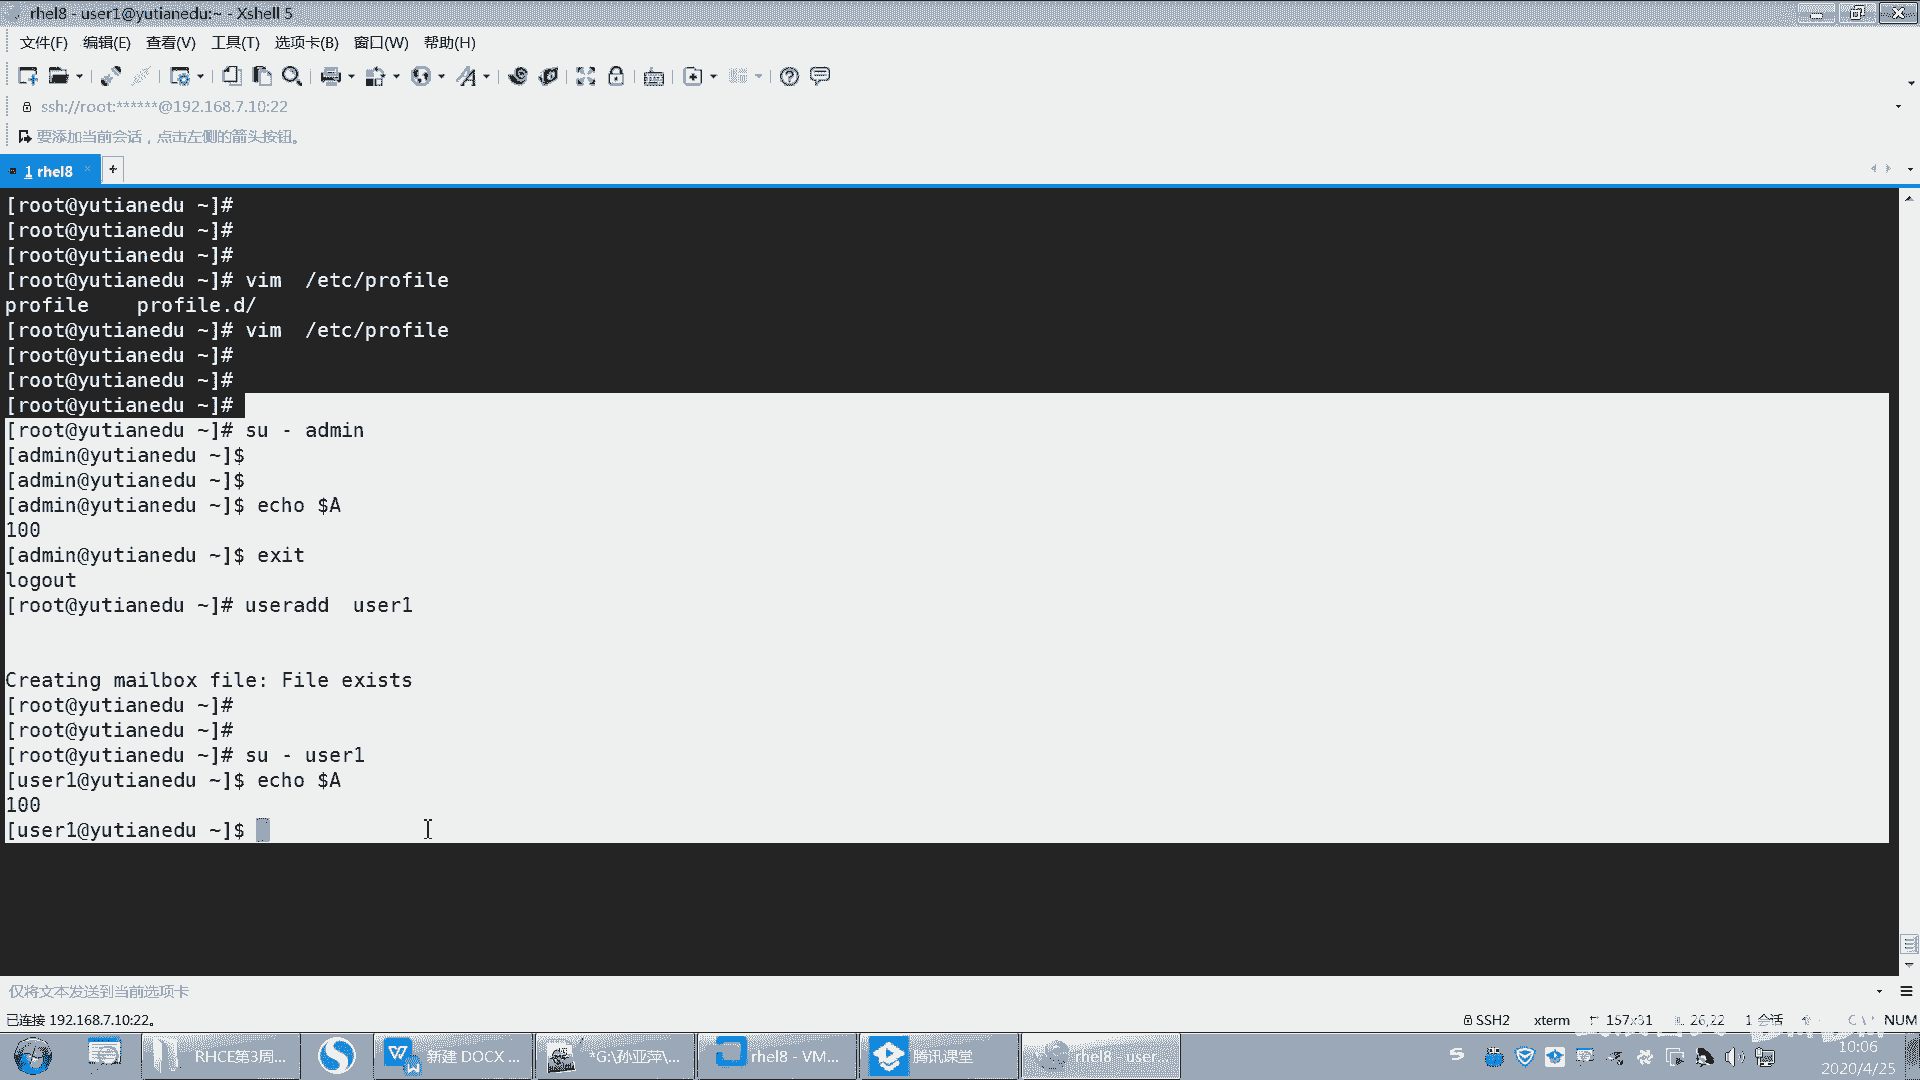 rhel8 - user1@yutianedu:~ - Xshell 5
文件(F) 编辑(E) 查看(V) 工具(T) 选项卡(B) 窗口(W) 帮助(H)
ssh://root:******@192.168.7.10:22
要添加当前会话，点击左侧的箭头按钮。
1 rhel8
[root@yutianedu ~]#
[root@yutianedu ~]#
[root@yutianedu ~]#
[root@yutianedu ~]# vim  /etc/profile
profile    profile.d/
[root@yutianedu ~]# vim  /etc/profile
[root@yutianedu ~]#
[root@yutianedu ~]#
[root@yutianedu ~]#
[root@yutianedu ~]# su - admin
[admin@yutianedu ~]$
[admin@yutianedu ~]$
[admin@yutianedu ~]$ echo $A
100
[admin@yutianedu ~]$ exit
logout
[root@yutianedu ~]# useradd  user1
Creating mailbox file: File exists
[root@yutianedu ~]#
[root@yutianedu ~]#
[root@yutianedu ~]# su - user1
[user1@yutianedu ~]$ echo $A
100
[user1@yutianedu ~]$
仅将文本发送到当前选项卡
已连接 192.168.7.10:22。 SSH2 xterm 157x31 26,22 1 会话 NUM
RHCE第3周... 新建 DOCX ... *G:\孙亚萍\... rhel8 - VM... 腾讯课堂 rhel8 - user...
10:06
2020/4/25